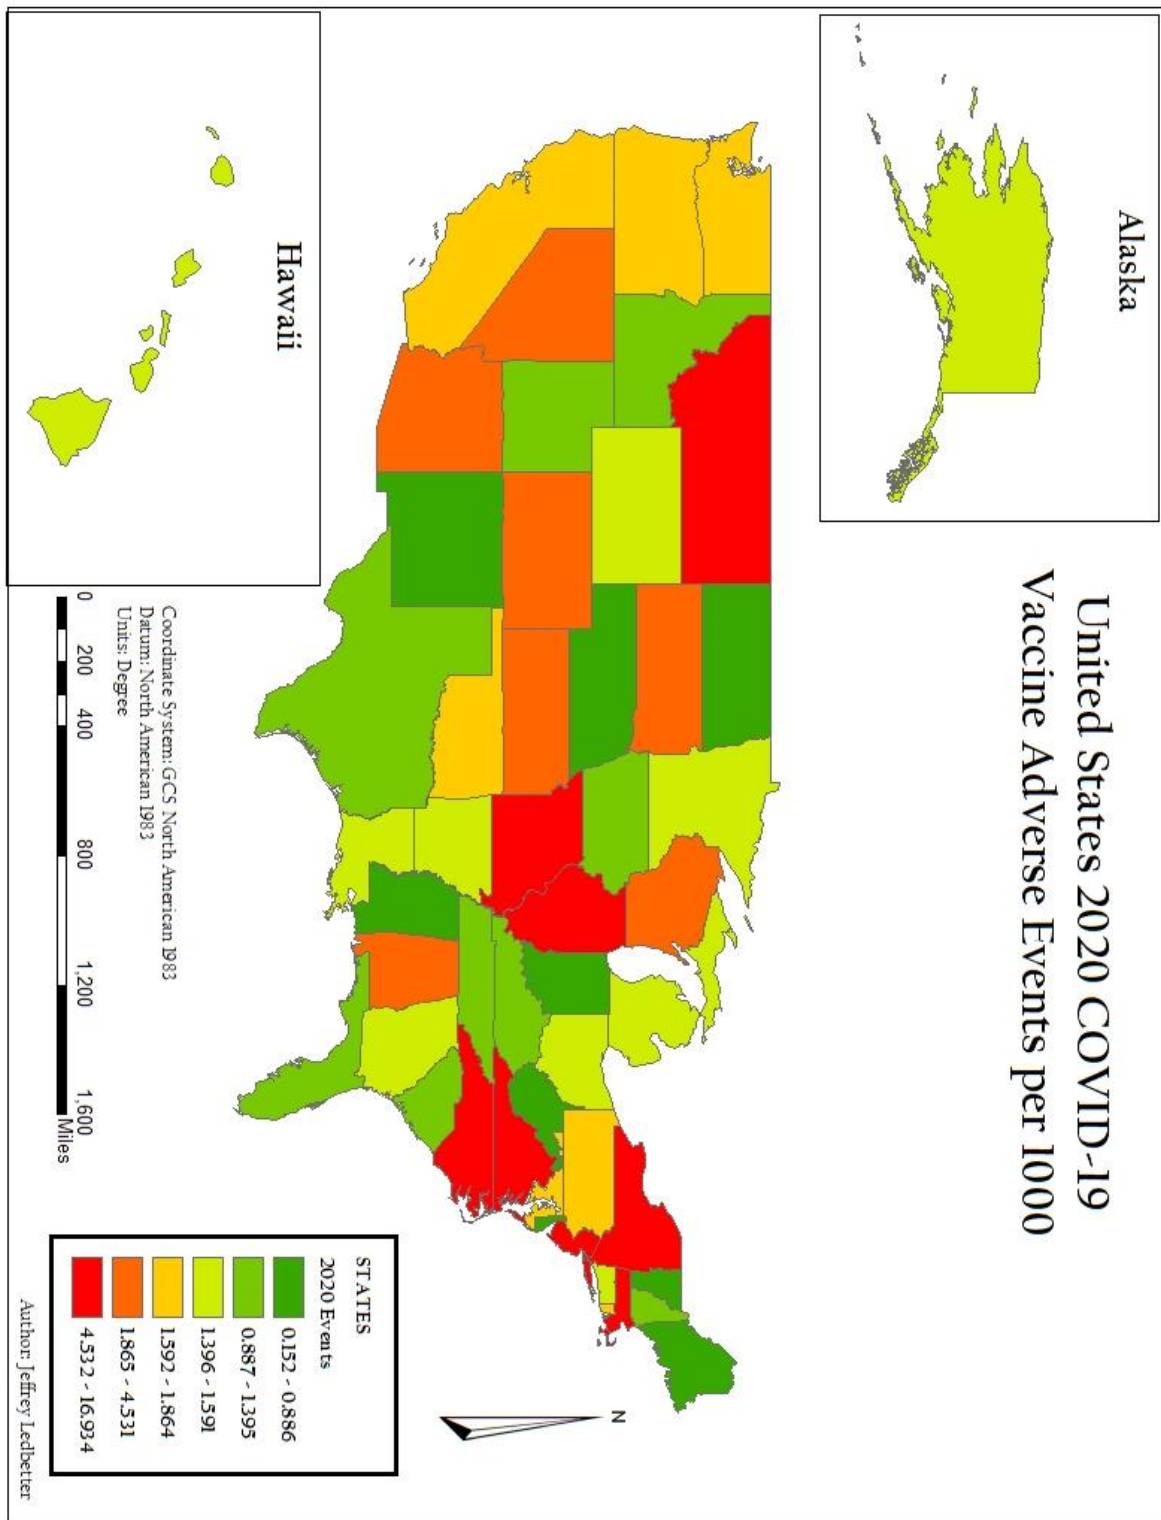 United States 2020 COVID-19
Vaccine Adverse Events per 1000
Alaska
Hawaii
Coordinate System: GCS North American 1983
Datum: North American 1983
Units: Degree
0 200 400 800 1,200 1,600
Miles
N
STATES
2020 Events
0.152 - 0.886
0.887 - 1.395
1.396 - 1.591
1.592 - 1.864
1.865 - 4.531
4.532 - 16.934
Author: Jeffrey Ledbetter